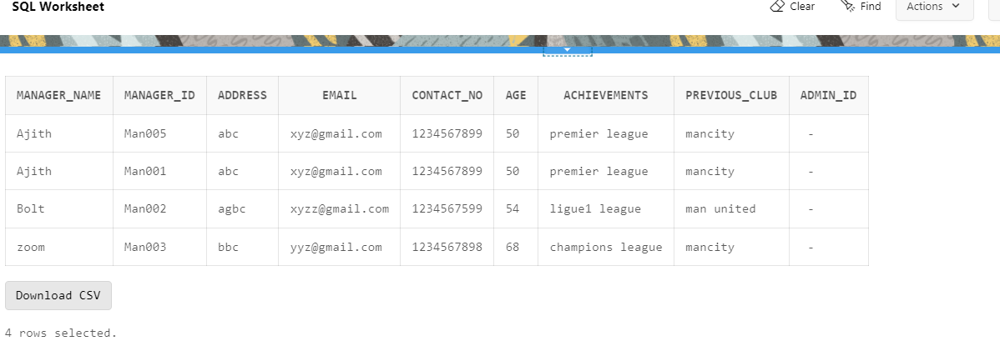 SQL Worksheet Clear Find Actions
MANAGER_NAME MANAGER_ID ADDRESS EMAIL CONTACT_NO AGE ACHIEVEMENTS PREVIOUS_CLUB ADMIN_ID
Ajith Man005 abc xyz@gmail.com 1234567899 50 premier league mancity -
Ajith Man001 abc xyz@gmail.com 1234567899 50 premier league mancity -
Bolt Man002 agbc xyzz@gmail.com 1234567599 54 ligue1 league man united -
zoom Man003 bbc yyz@gmail.com 1234567898 68 champions league mancity -
Download CSV
4 rows selected.